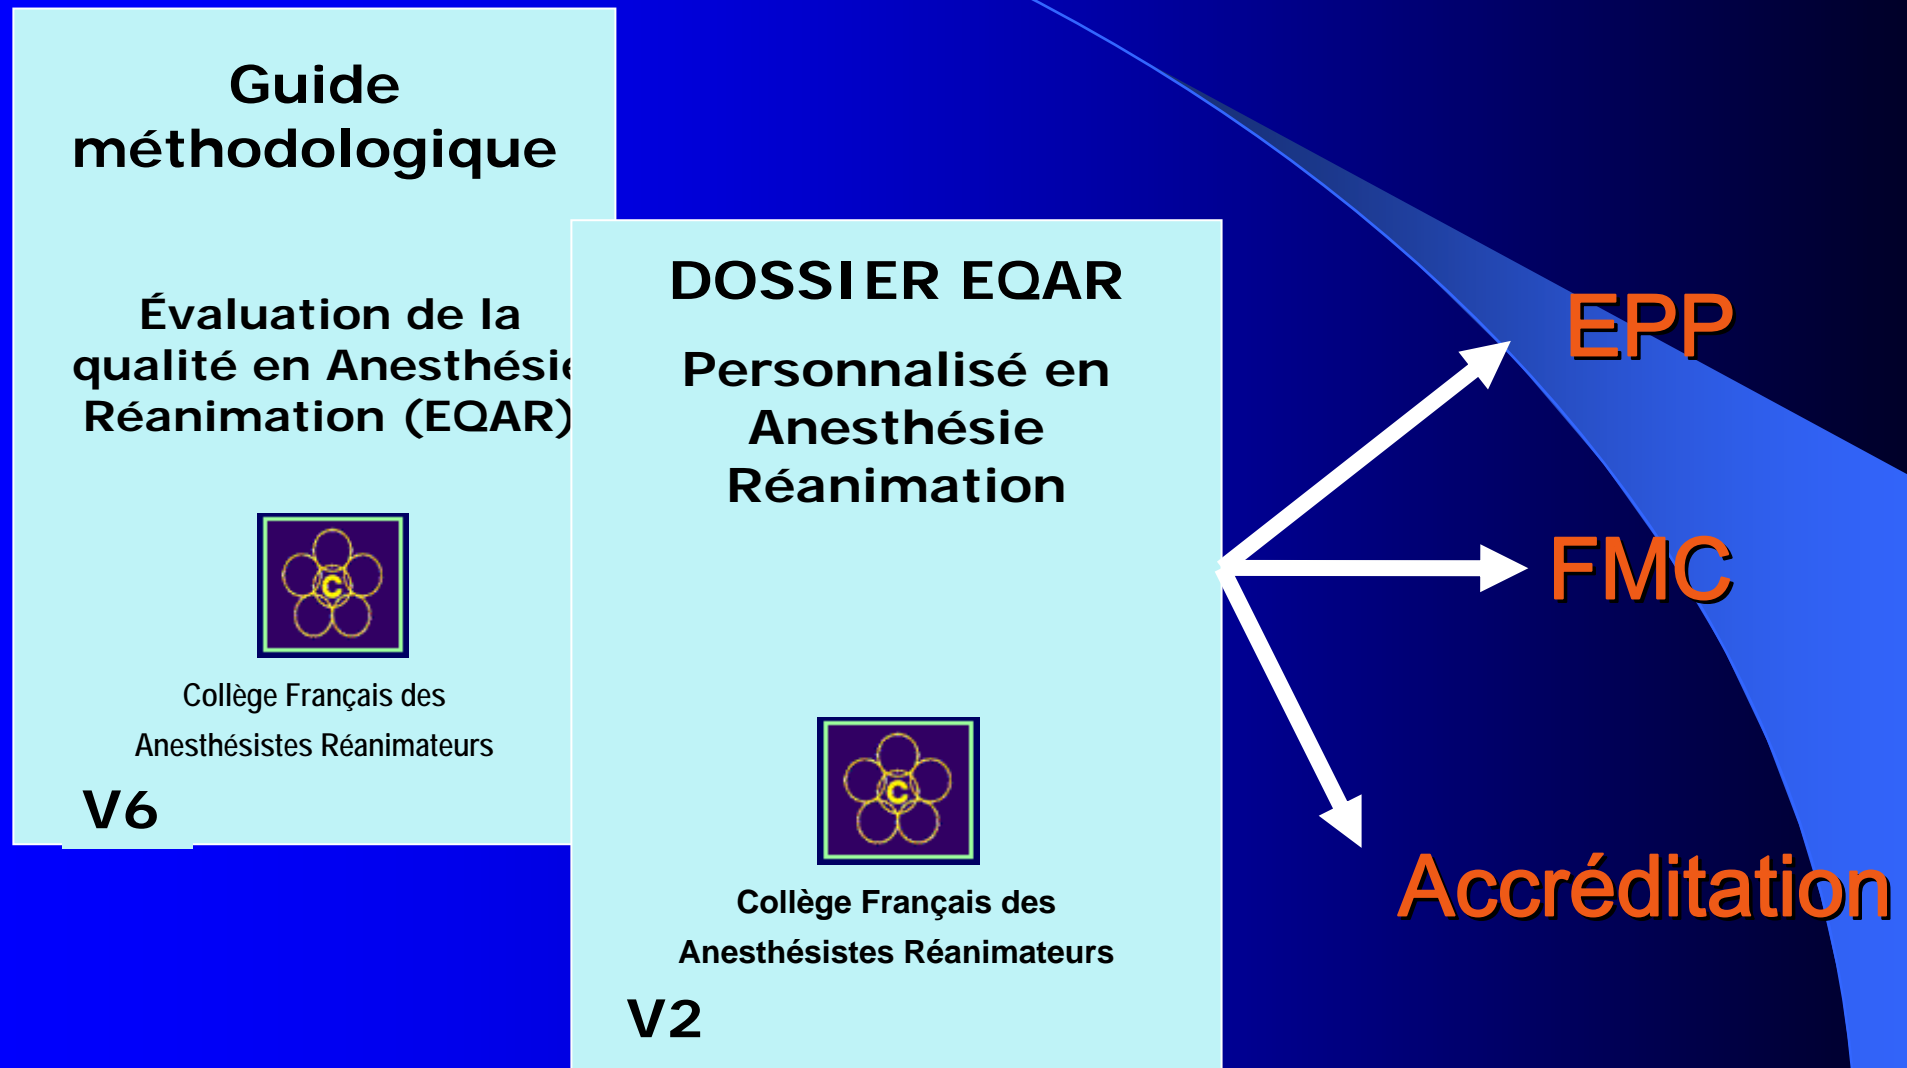 Guide
méthodologique
Évaluation de la
qualité en Anesthésie
Réanimation (EQAR)
C
Collège Français des
Anesthésistes Réanimateurs
V6
DOSSIER EQAR
Personnalisé en
Anesthésie
Réanimation
C
Collège Français des
Anesthésistes Réanimateurs
V2
EPP
FMC
Accréditation